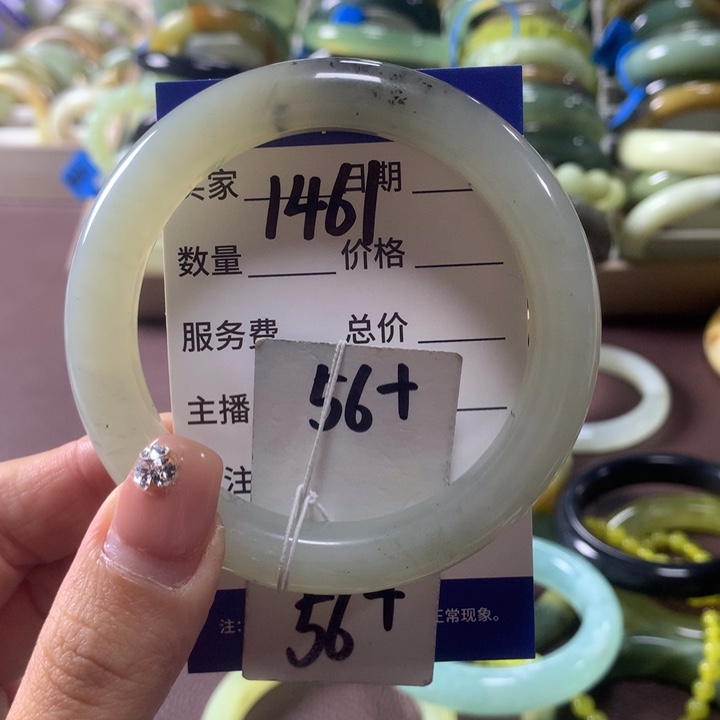 买家 1461 日期
数量 价格
服务费 总价
56+
主播
注
56+
注: 正常现象。